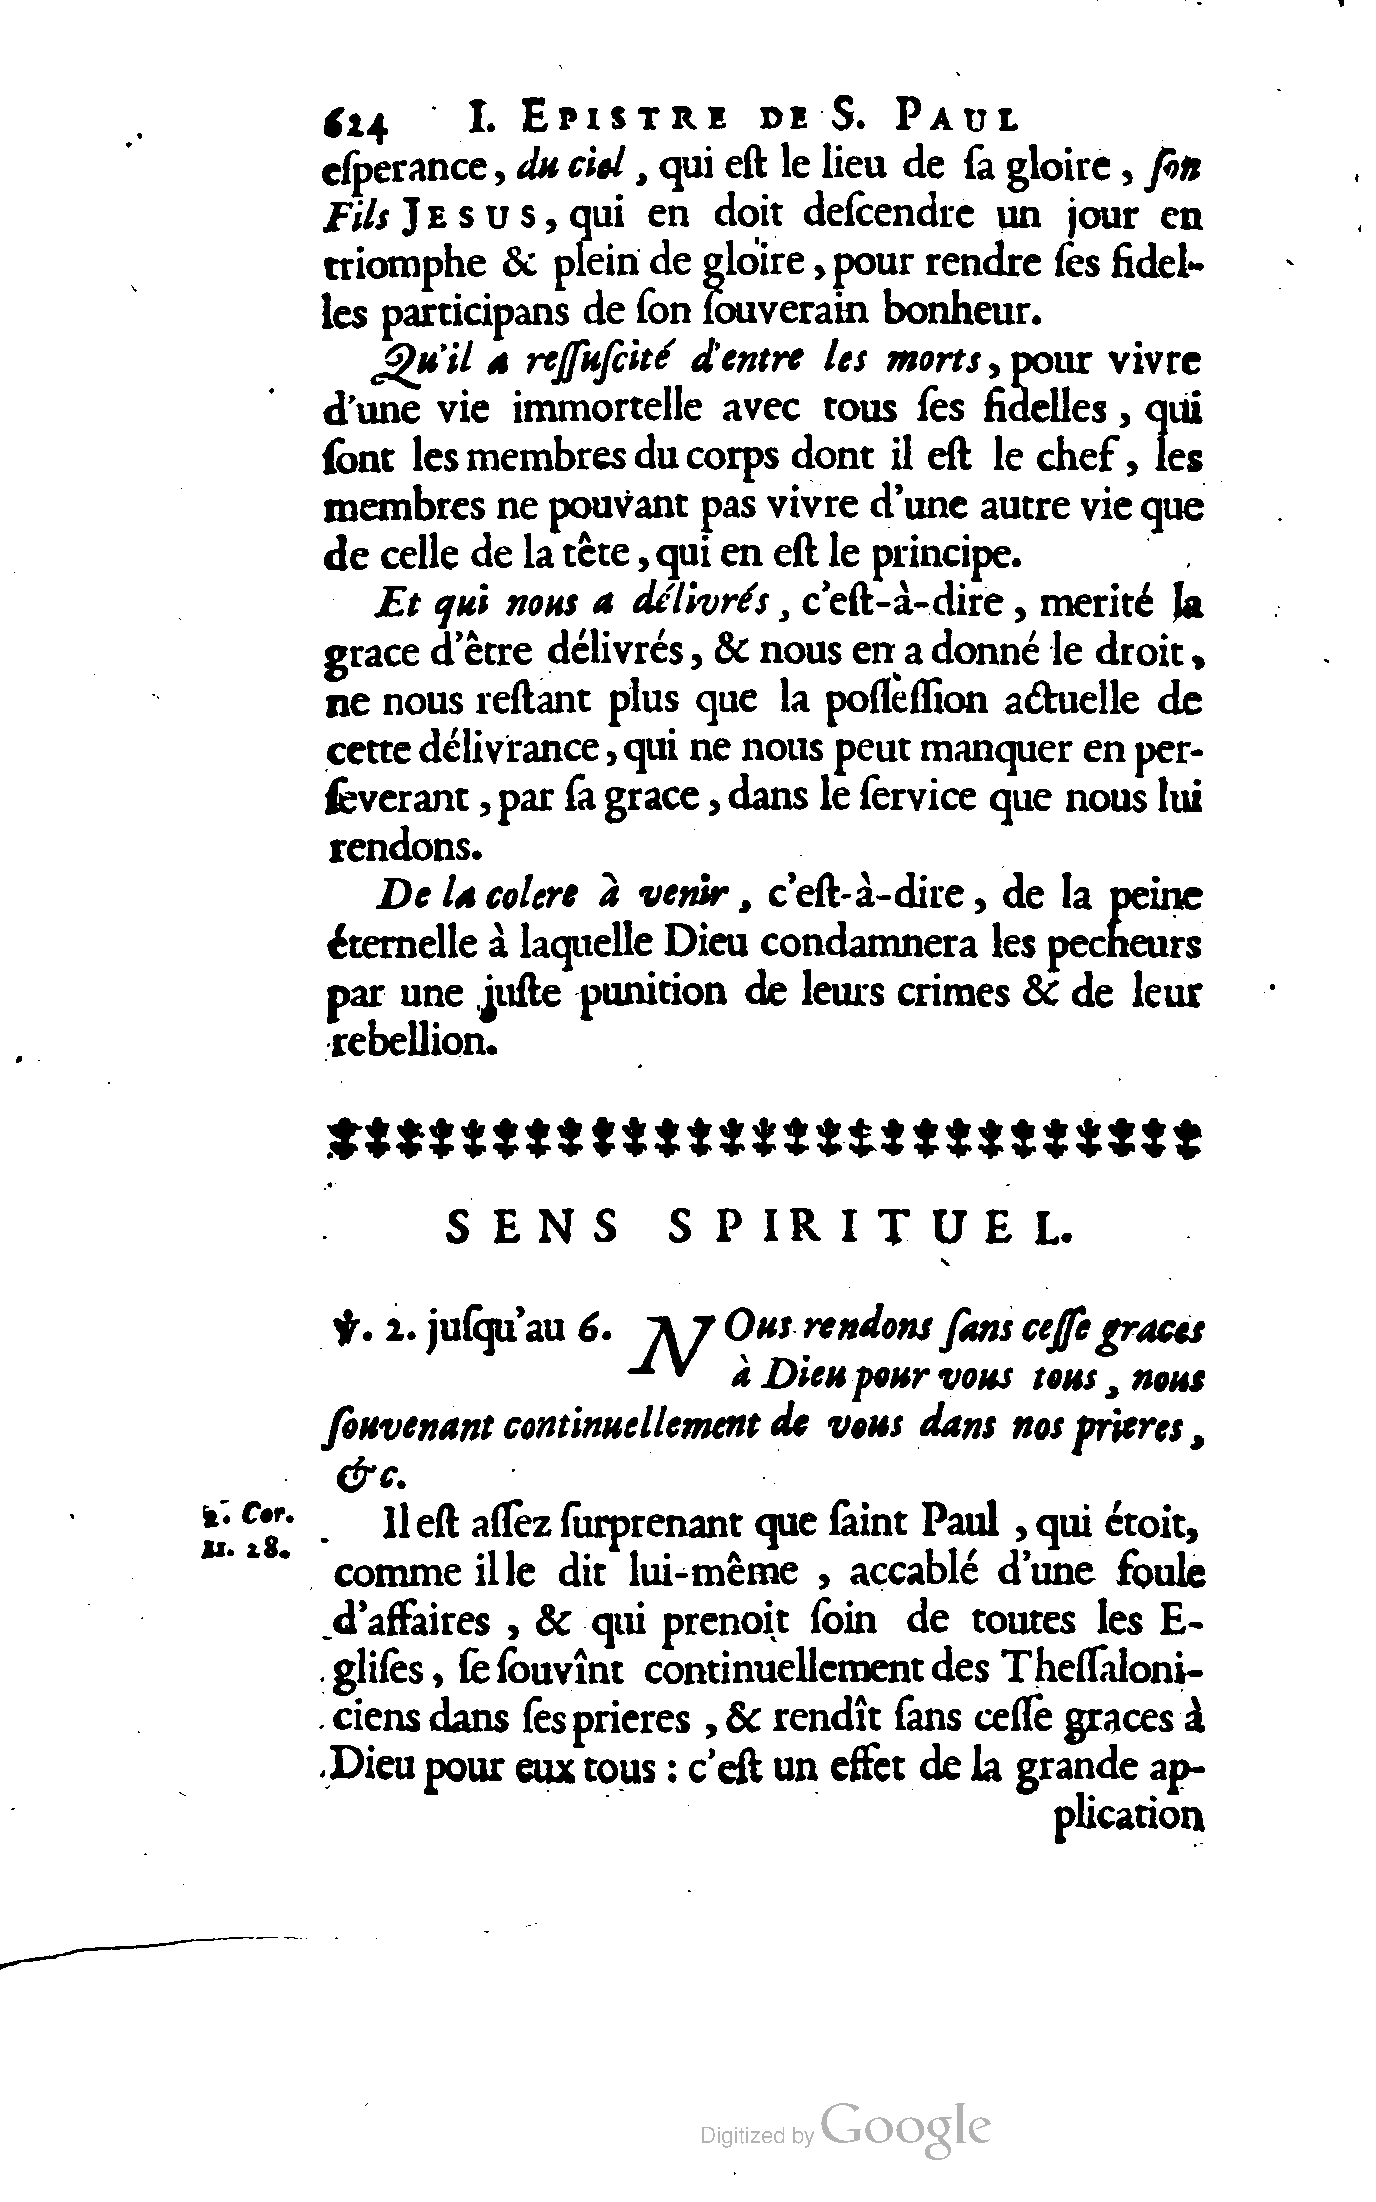 624 I. EPISTRE DE S. PAUL
eſperance, du ciel, qui eſt le lieu de ſa gloire, ſon
Fils JESUS, qui en doit deſcendre un jour en
triomphe & plein de gloire, pour rendre ſes fidel-
les participans de ſon ſouverain bonheur.
Qu'il a reſſuſcité d'entre les morts, pour vivre
d'une vie immortelle avec tous ſes fidelles, qui
ſont les membres du corps dont il eſt le chef, les
membres ne pouvant pas vivre d'une autre vie que
de celle de la tête, qui en eſt le principe.
Et qui nous a délivrés, c'eſt-à-dire, merité la
grace d'être délivrés, & nous en a donné le droit,
ne nous reſtant plus que la poſſeſſion actuelle de
cette délivrance, qui ne nous peut manquer en per-
ſeverant, par ſa grace, dans le ſervice que nous lui
rendons.
De la colere à venir, c'eſt-à-dire, de la peine
éternelle à laquelle Dieu condamnera les pecheurs
par une juſte punition de leurs crimes & de leur
rebellion.
SENS SPIRITUEL.
℣. 2. juſqu'au 6. NOus rendons ſans ceſſe graces
à Dieu pour vous tous, nous
ſouvenant continuellement de vous dans nos prieres,
&c.
2. Cor.
11. 28.
Il eſt aſſez ſurprenant que ſaint Paul, qui étoit,
comme il le dit lui-même, accablé d'une foule
d'affaires, & qui prenoit ſoin de toutes les E-
gliſes, ſe ſouvînt continuellement des Theſſaloni-
ciens dans ſes prieres, & rendît ſans ceſſe graces à
Dieu pour eux tous : c'eſt un effet de la grande ap-
plication
Digitized by Google